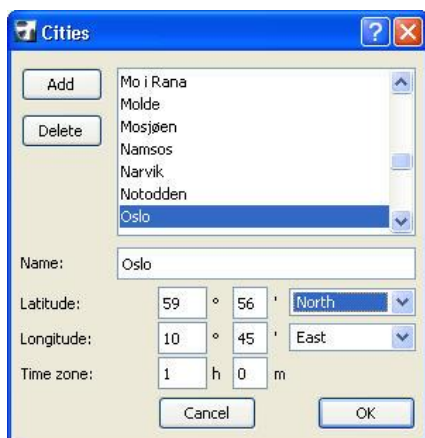 Cities
Add
Delete
Mo i Rana
Molde
Mosjøen
Namsos
Narvik
Notodden
Oslo
Name: Oslo
Latitude: 59 ° 56 ' North
Longitude: 10 ° 45 ' East
Time zone: 1 h 0 m
Cancel OK